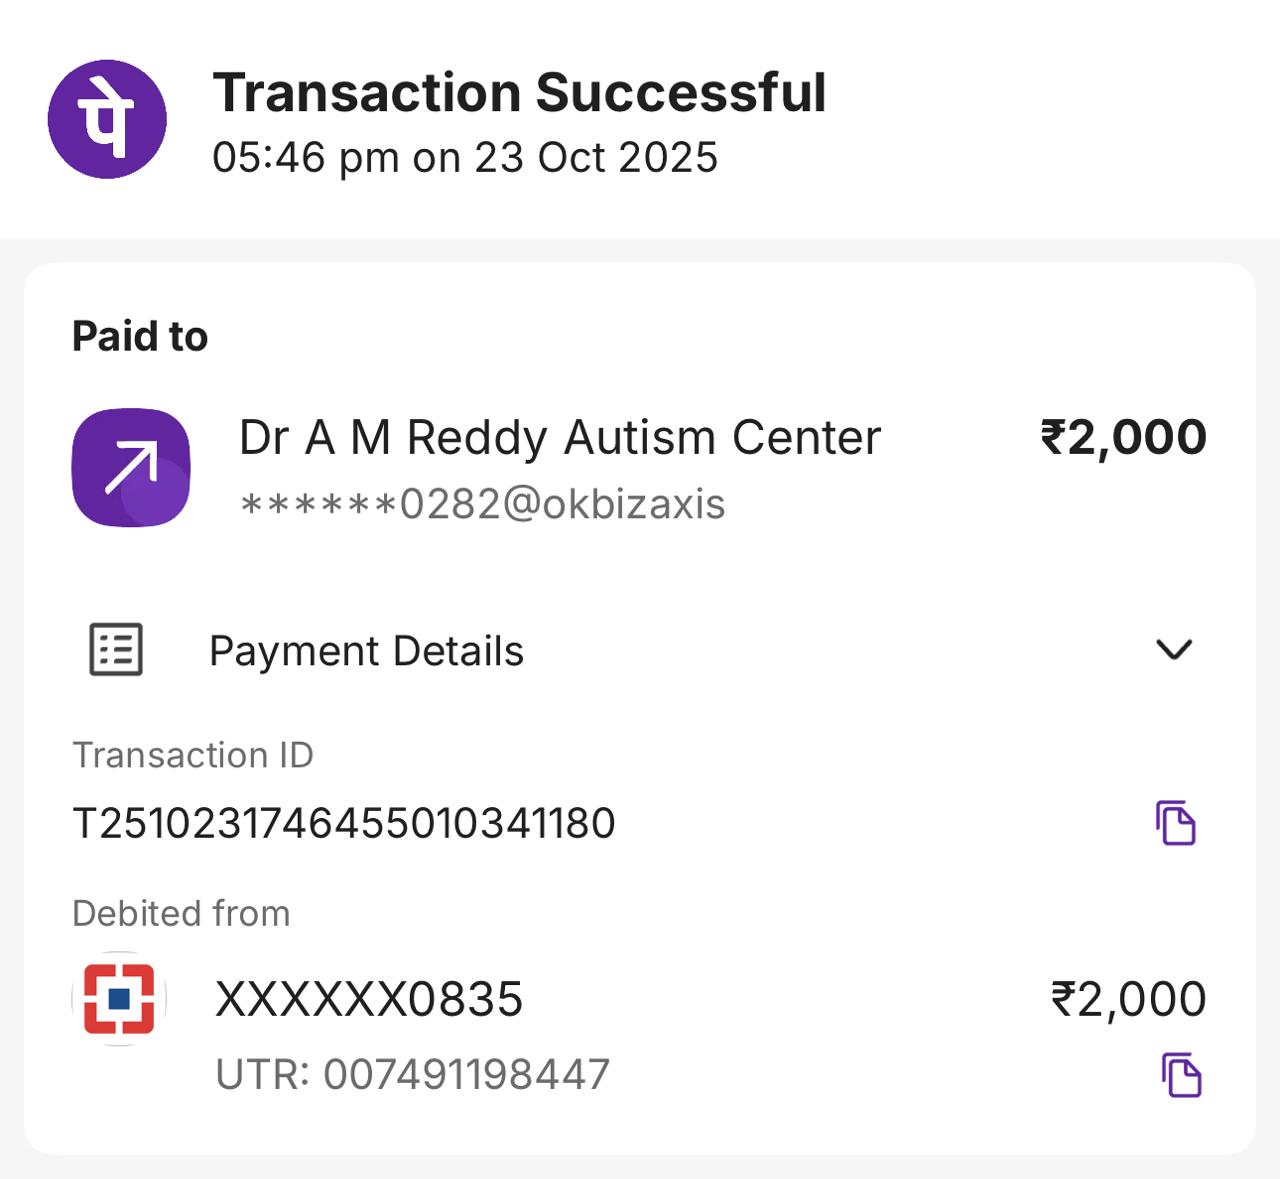 पे
Transaction Successful
05:46 pm on 23 Oct 2025
Paid to
Dr A M Reddy Autism Center ₹2,000
******0282@okbizaxis
Payment Details
Transaction ID
T2510231746455010341180
Debited from
XXXXXX0835 ₹2,000
UTR: 007491198447